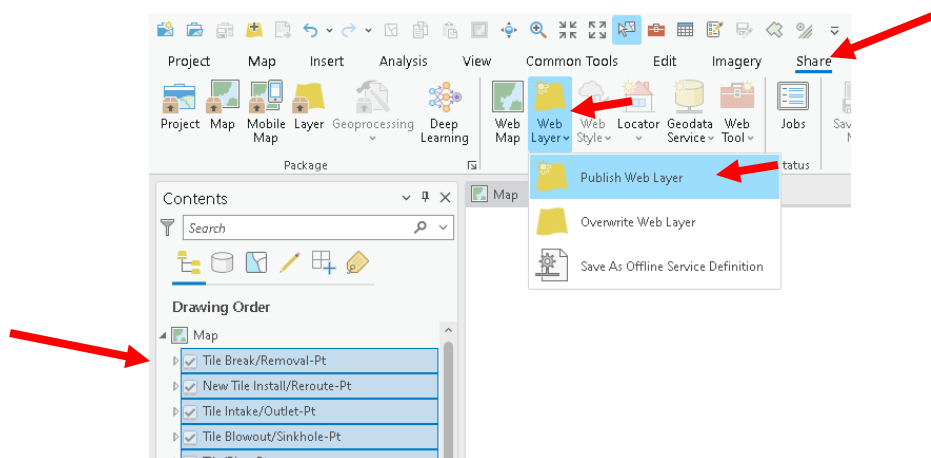 Project Map Insert Analysis View Common Tools Edit Imagery Share
Project Map Mobile Map Layer Geoprocessing Deep Learning
Package
Web Map Web Layer Web Style Locator Geodata Service Web Tool
Jobs
Contents
Search
Drawing Order
Map
Tile Break/Removal-Pt
New Tile Install/Reroute-Pt
Tile Intake/Outlet-Pt
Tile Blowout/Sinkhole-Pt
Map
Publish Web Layer
Overwrite Web Layer
Save As Offline Service Definition